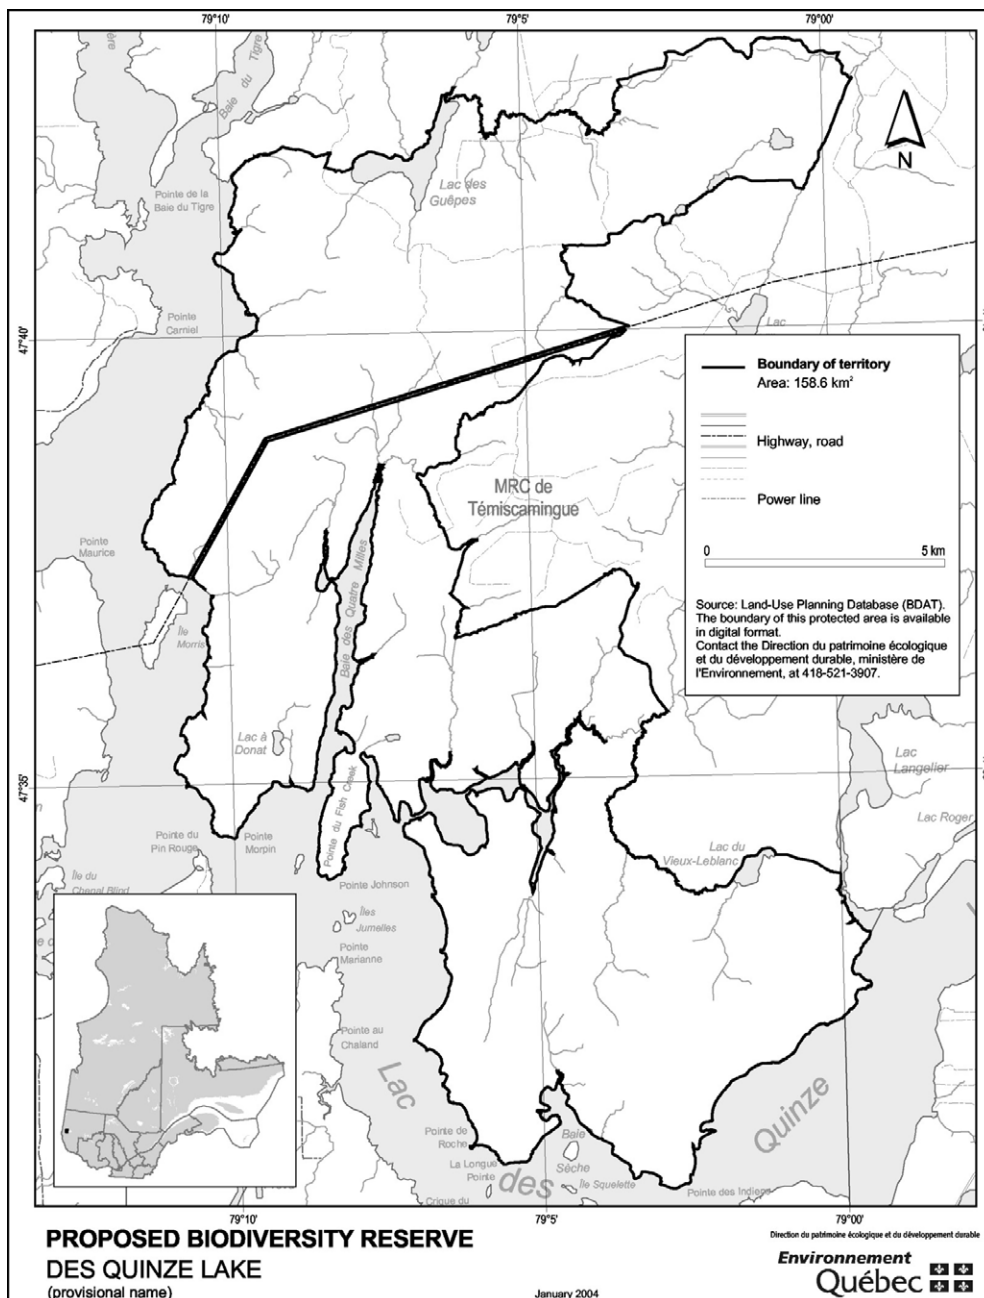 79°10'
79°5'
79°00'
Baie du Tigre
N
Lac des
Guêpes
Pointe de la
Baie du Tigre
Pointe
Carniel
47°40'
Lac
Boundary of territory
Area: 158.6 km²
Highway, road
Power line
0
5 km
Source: Land-Use Planning Database (BDAT).
The boundary of this protected area is available
in digital format.
Contact the Direction du patrimoine écologique
et du développement durable, ministère de
l'Environnement, at 418-521-3907.
MRC de
Témiscamingue
Pointe
Maurice
Baie des Quatre Milles
Île
Morris
Lac à
Donat
Lac
Langelier
47°35'
Lac Roger
Pointe du Fish Creek
Pointe du
Pin Rouge
Pointe
Morpin
Lac du
Vieux-Leblanc
Île du
Chenal Blind
Pointe Johnson
Îles
Jumelles
Pointe
Marianne
Pointe au
Chaland
Lac
des
Quinze
Pointe de
Roche
La Longue
Pointe
Baie
Sèche
Île Squelette
Pointe des Indiens
Crique du
79°10'
79°5'
79°00'
PROPOSED BIODIVERSITY RESERVE
DES QUINZE LAKE
(provisional name)
January 2004
Direction du patrimoine écologique et du développement durable
Environnement
Québec